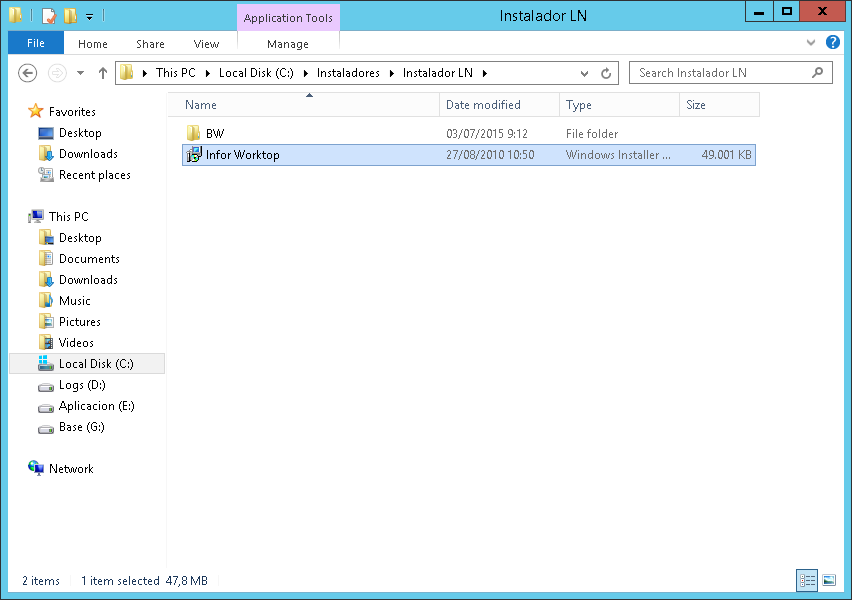 Application Tools
Instalador LN
File Home Share View Manage
This PC Local Disk (C:) Instaladores Instalador LN
Search Instalador LN
Name Date modified Type Size
BW 03/07/2015 9:12 File folder
Infor Worktop 27/08/2010 10:50 Windows Installer ... 49.001 KB
Favorites
Desktop
Downloads
Recent places
This PC
Desktop
Documents
Downloads
Music
Pictures
Videos
Local Disk (C:)
Logs (D:)
Aplicacion (E:)
Base (G:)
Network
2 items 1 item selected 47,8 MB